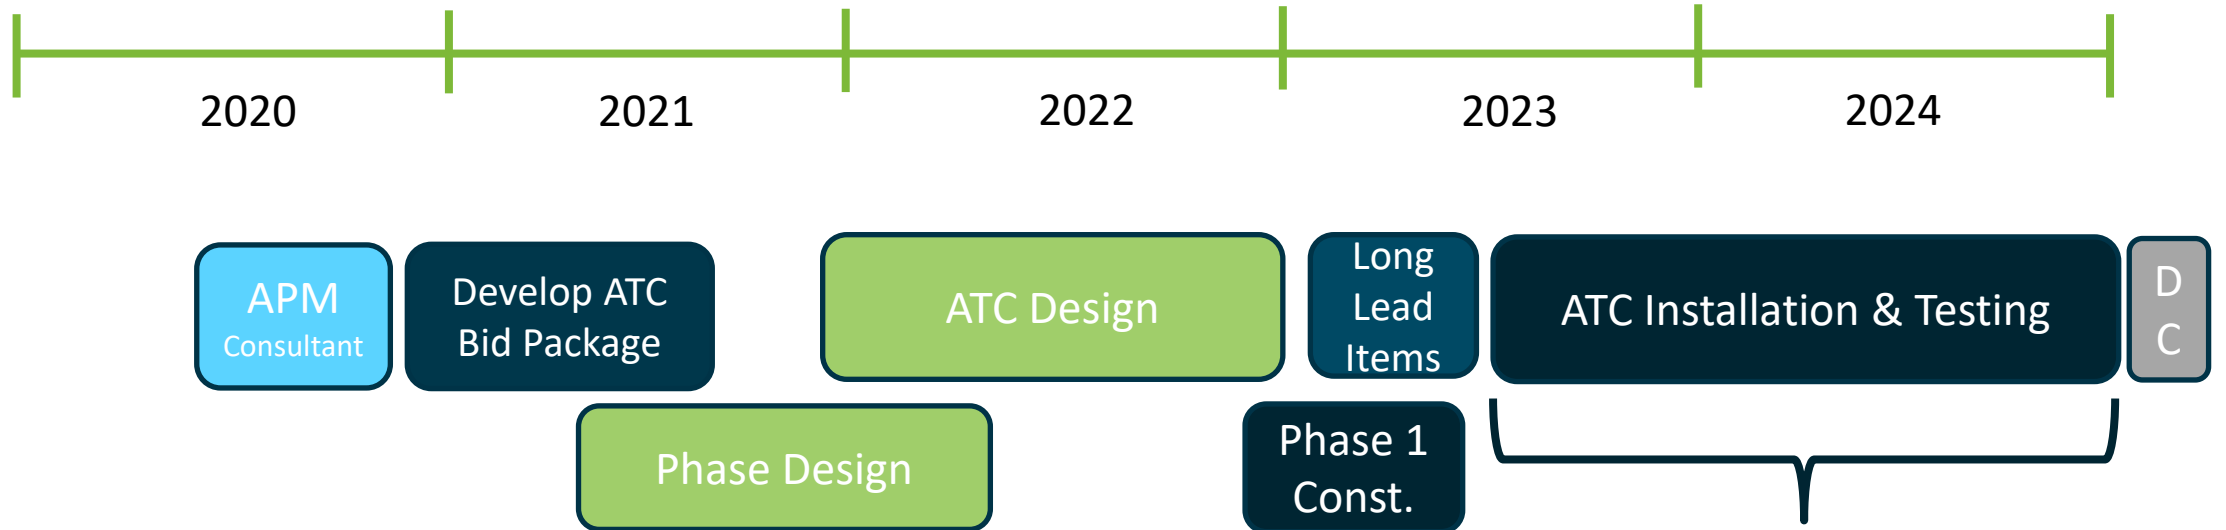 2020
2021
2022
2023
2024
APM
Consultant
Develop ATC
Bid Package
ATC Design
Long
Lead
Items
ATC Installation & Testing
D
C
Phase Design
Phase 1
Const.